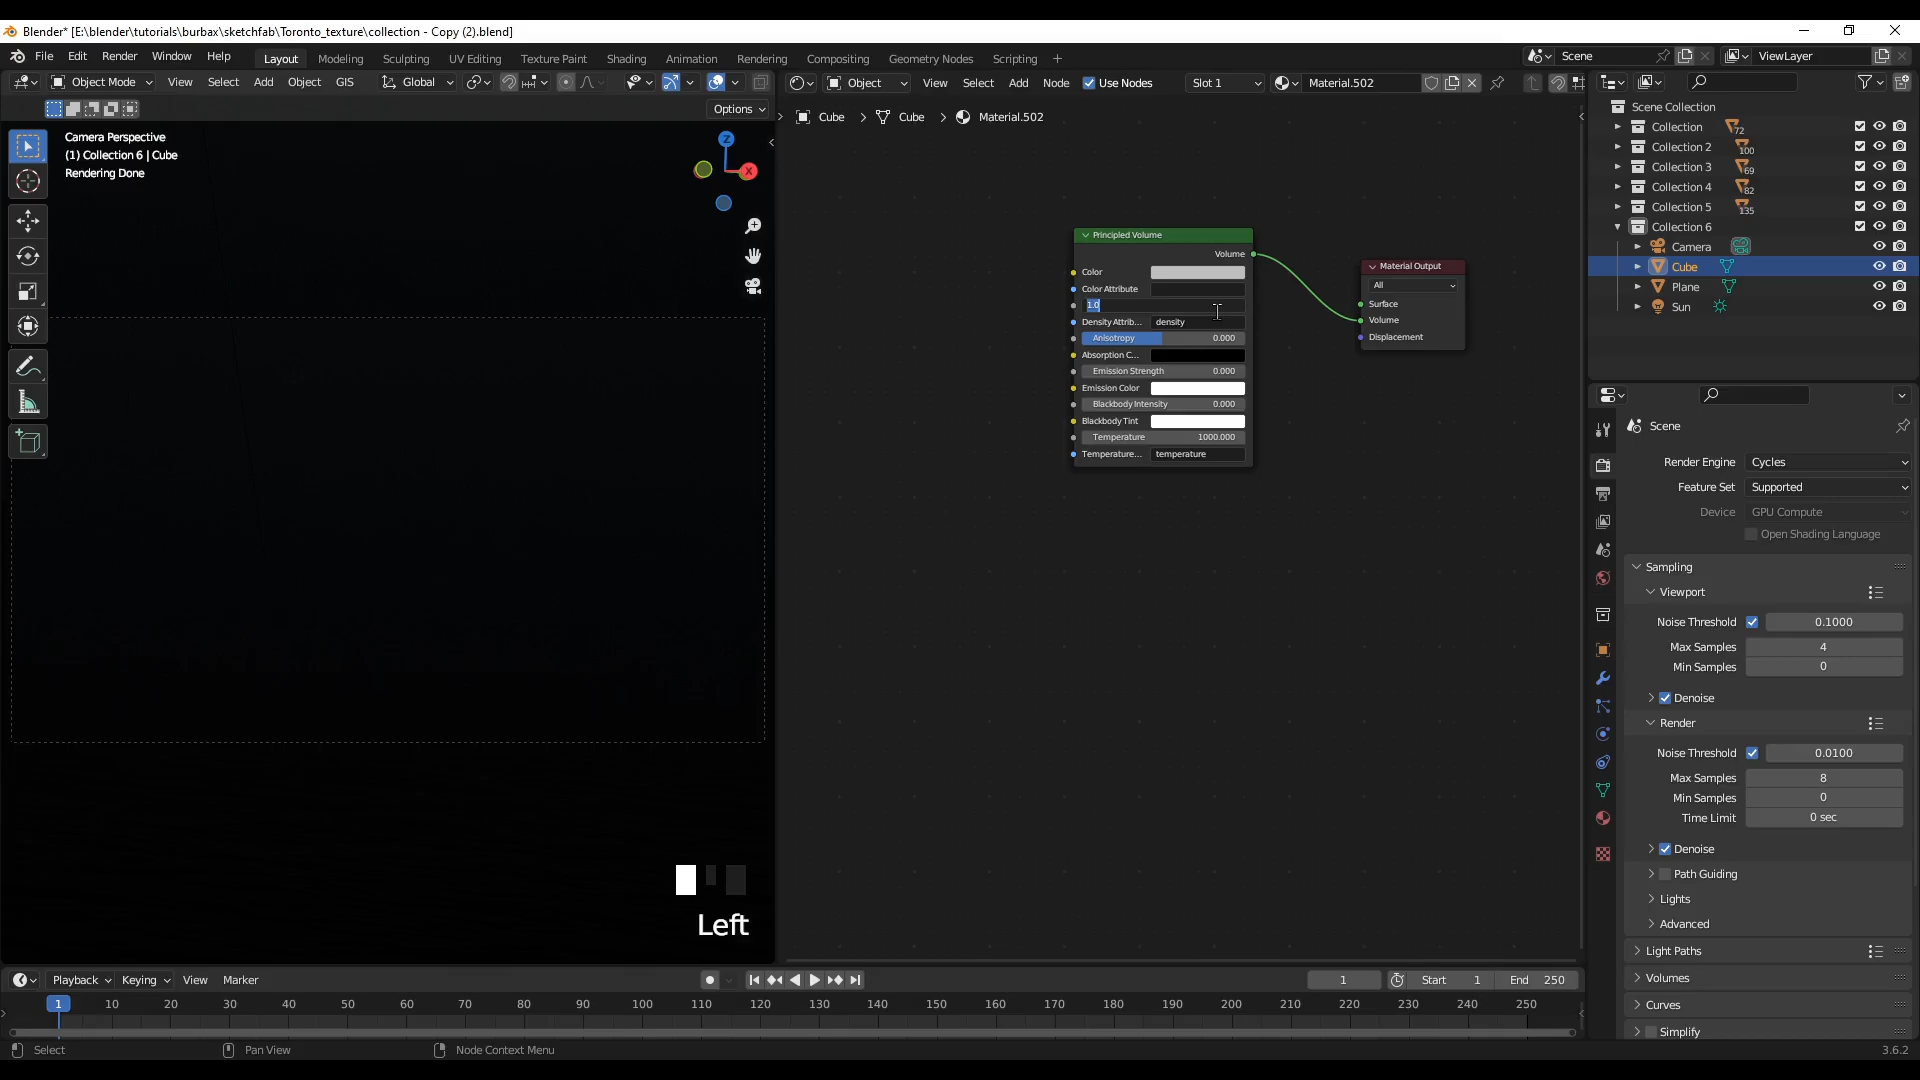 Blender* [E:\blender\tutorials\burbax\sketchfab\Toronto_texture\collection - Copy (2).blend]
File Edit Render Window Help Layout Modeling Sculpting UV Editing Texture Paint Shading Animation Rendering Compositing Geometry Nodes Scripting + Scene ViewLayer
Object Mode View Select Add Object GIS Global Object View Select Add Node Use Nodes Slot 1 Material.502
Options
Cube > Cube > Material.502
Camera Perspective
(1) Collection 6 | Cube
Rendering Done
Z
X
Principled Volume
Volume
Color
Color Attribute
1.0
Density Attrib... density
Anisotropy 0.000
Absorption C...
Emission Strength 0.000
Emission Color
Blackbody Intensity 0.000
Blackbody Tint
Temperature 1000.000
Temperature... temperature
Material Output
All
Surface
Volume
Displacement
Scene Collection
Collection 72
Collection 2 100
Collection 3 69
Collection 4 82
Collection 5 135
Collection 6
Camera
Cube
Plane
Sun
Scene
Render Engine Cycles
Feature Set Supported
Device GPU Compute
Open Shading Language
Sampling
Viewport
Noise Threshold 0.1000
Max Samples 4
Min Samples 0
Denoise
Render
Noise Threshold 0.0100
Max Samples 8
Min Samples 0
Time Limit 0 sec
Denoise
Path Guiding
Lights
Advanced
Light Paths
Volumes
Curves
Simplify
Left
Playback Keying View Marker 1 Start 1 End 250
1 10 20 30 40 50 60 70 80 90 100 110 120 130 140 150 160 170 180 190 200 210 220 230 240 250
Select Pan View Node Context Menu 3.6.2